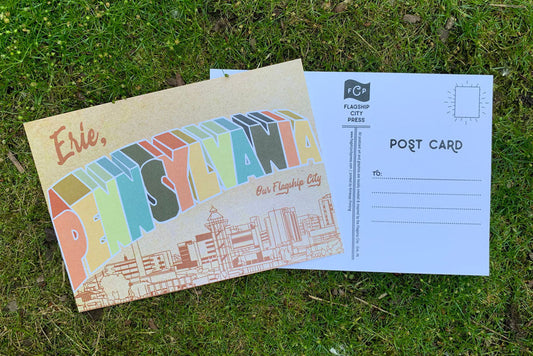 Erie,
PENNSYLVANIA
Our Flagship City
FCP
FLAGSHIP
CITY
PRESS
POST CARD
TO: